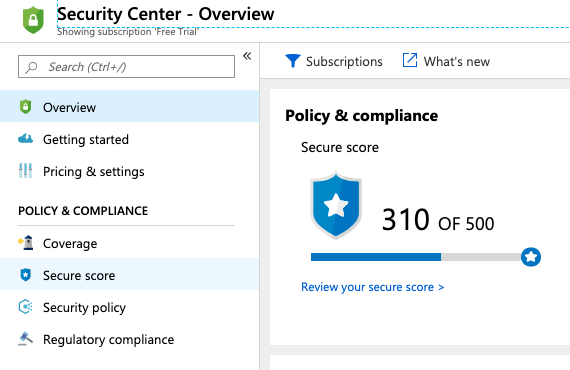 Security Center - Overview
Showing subscription 'Free Trial'
Search (Ctrl+/)
«
Overview
Getting started
Pricing & settings
POLICY & COMPLIANCE
Coverage
Secure score
Security policy
Regulatory compliance
Subscriptions
What's new
Policy & compliance
Secure score
310 OF 500
Review your secure score >